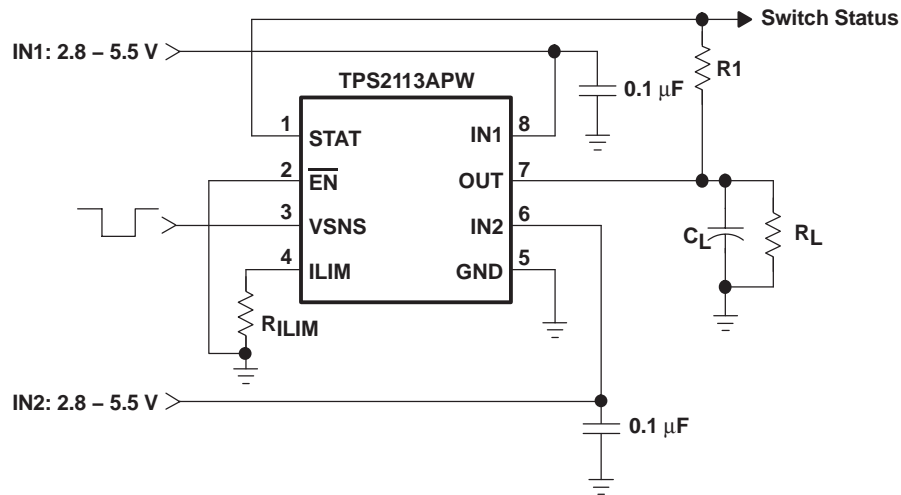 Switch Status
IN1: 2.8 – 5.5 V
R1
TPS2113APW
0.1 μF
1
STAT
IN1
8
2
EN
OUT
7
3
VSNS
IN2
6
4
ILIM
GND
5
CL
RL
RILIM
IN2: 2.8 – 5.5 V
0.1 μF